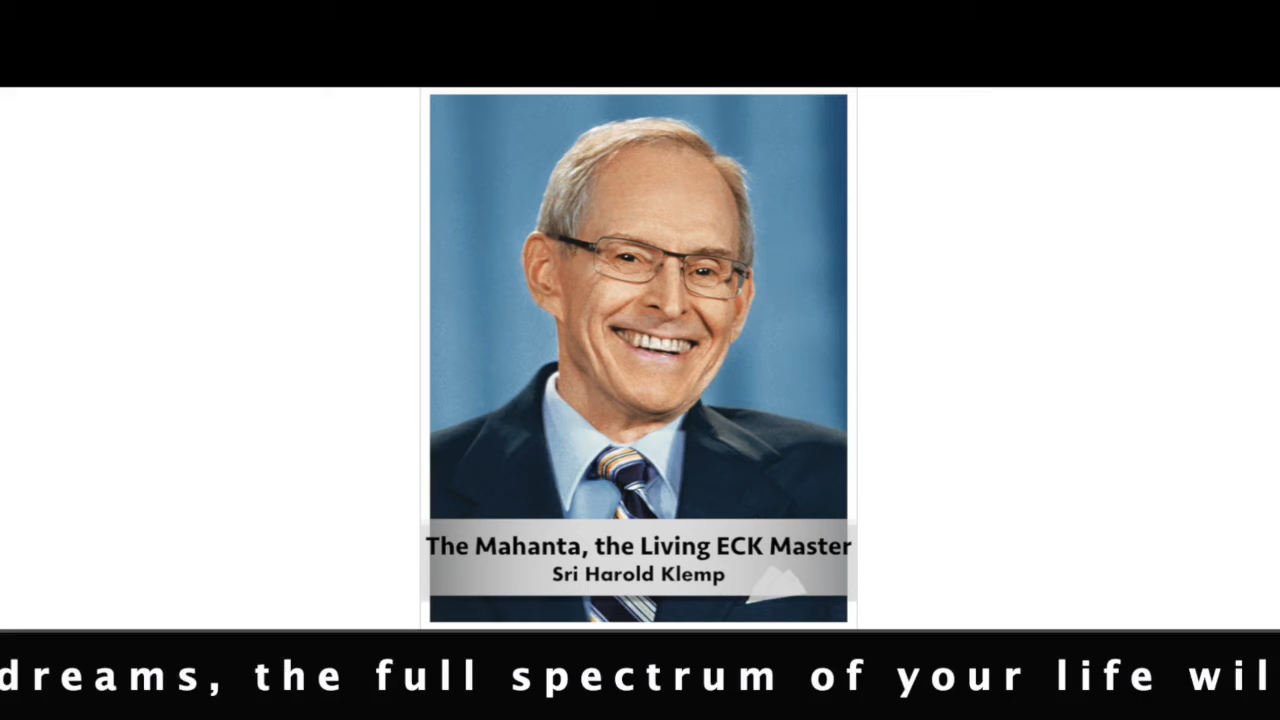 The Mahanta, the Living ECK Master
Sri Harold Klemp
dreams, the full spectrum of your life wil